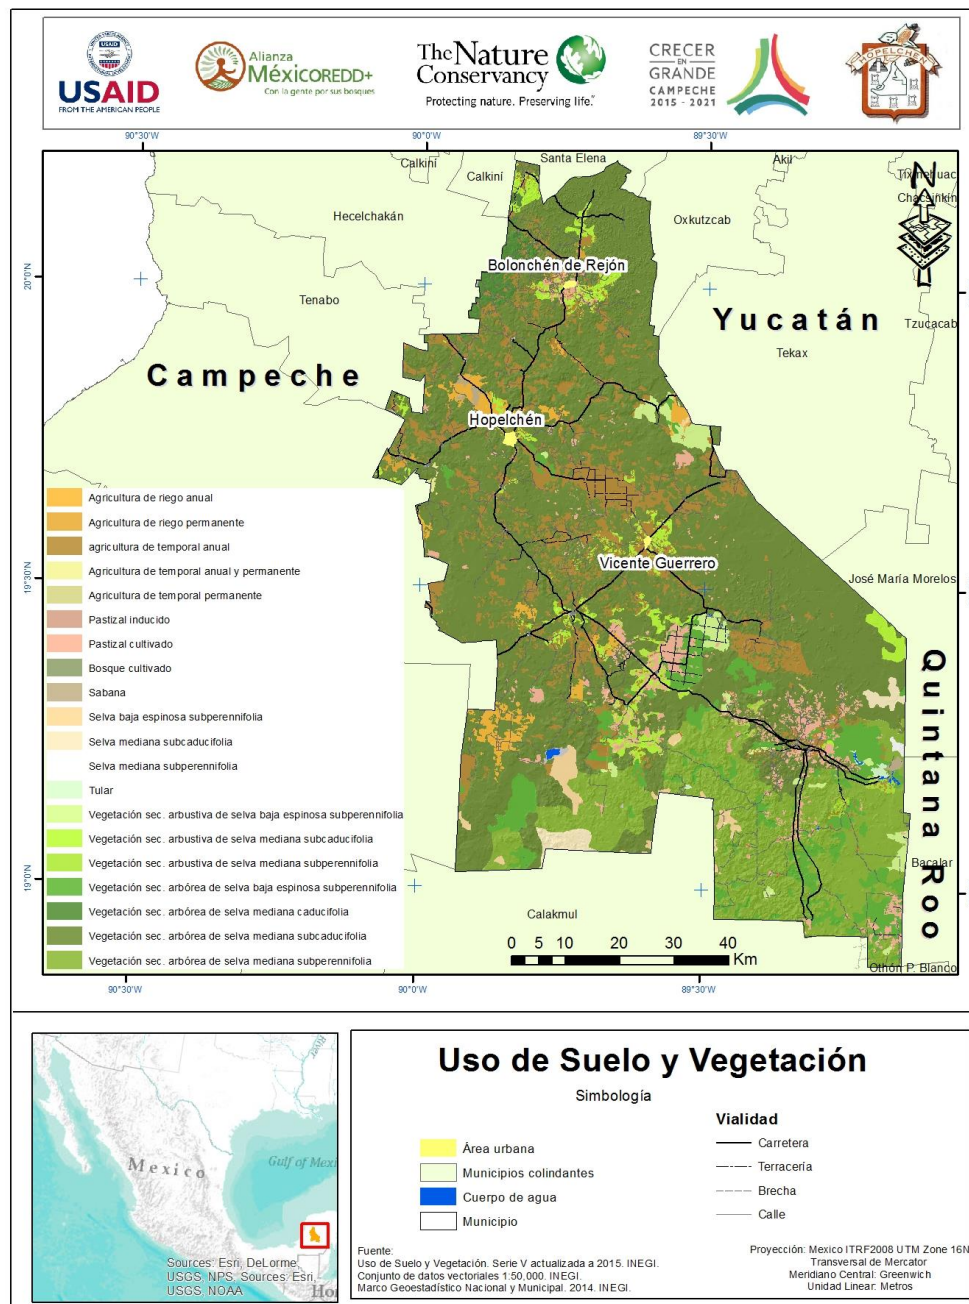 USAID
FROM THE AMERICAN PEOPLE
Alianza
MéxicoREDD+
Con la gente por sus bosques
The Nature
Conservancy
Protecting nature. Preserving life.
CRECER
EN
GRANDE
CAMPECHE
2015 - 2021
HOPELCHEN
90°30'W
90°0'W
89°30'W
Calkiní
Calkiní
Santa Elena
Akil
Tixmehuac
Chacsinkín
N
Hecelchakán
Oxkutzcab
20°0'N
Bolonchén de Rejón
Tenabo
Yucatán
Tzucacab
Tekax
Campeche
Hopelchén
Agricultura de riego anual
Agricultura de riego permanente
agricultura de temporal anual
Agricultura de temporal anual y permanente
Agricultura de temporal permanente
Pastizal inducido
Pastizal cultivado
Bosque cultivado
Sabana
Selva baja espinosa subperennifolia
Selva mediana subcaducifolia
Selva mediana subperennifolia
Tular
Vegetación sec. arbustiva de selva baja espinosa subperennifolia
Vegetación sec. arbustiva de selva mediana subcaducifolia
Vegetación sec. arbustiva de selva mediana subperennifolia
Vegetación sec. arbórea de selva baja espinosa subperennifolia
Vegetación sec. arbórea de selva mediana caducifolia
Vegetación sec. arbórea de selva mediana subcaducifolia
Vegetación sec. arbórea de selva mediana subperennifolia
Vicente Guerrero
19°30'N
José María Morelos
Quintana Roo
Bacalar
19°0'N
Calakmul
0 5 10 20 30 40
Km
Othón P. Blanco
90°30'W
90°0'W
89°30'W
Mexico
Gulf of Mexi
River
Sources: Esri, DeLorme,
USGS, NPS, Sources: Esri,
USGS, NOAA
Ho
Uso de Suelo y Vegetación
Simbología
Área urbana
Municipios colindantes
Cuerpo de agua
Municipio
Vialidad
Carretera
Terracería
Brecha
Calle
Fuente:
Uso de Suelo y Vegetación. Serie V actualizada a 2015. INEGI.
Conjunto de datos vectoriales 1:50,000. INEGI.
Marco Geoestadístico Nacional y Municipal. 2014. INEGI.
Proyección: Mexico ITRF2008 UTM Zone 16N
Transversal de Mercator
Meridiano Central: Greenwich
Unidad Linear: Metros